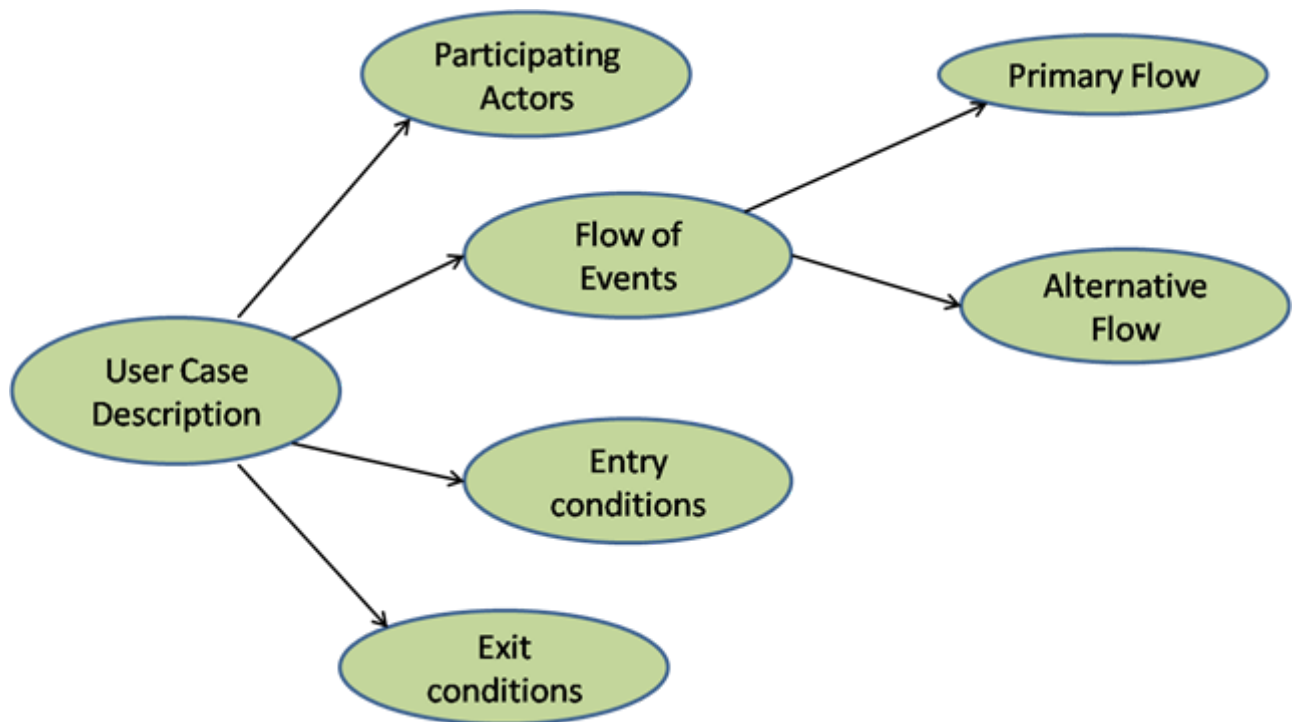 Participating
Actors
Primary Flow
Flow of
Events
Alternative
Flow
User Case
Description
Entry
conditions
Exit
conditions